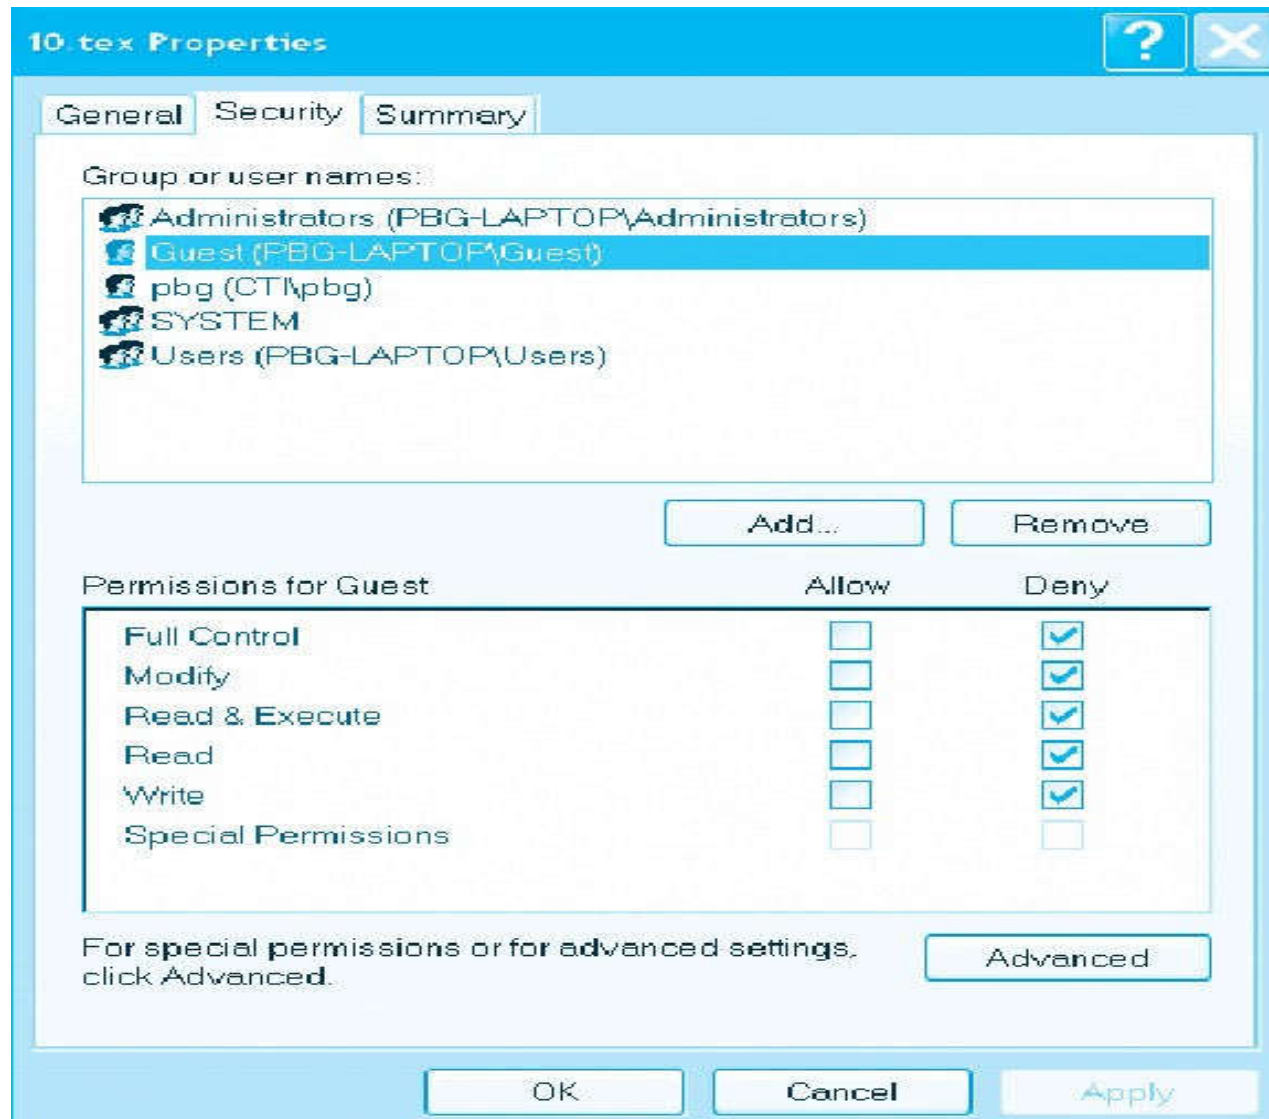 10.tex Properties
?
General Security Summary
Group or user names:
Administrators (PBG-LAPTOP\Administrators)
Guest (PBG-LAPTOP\Guest)
pbg (CTI\pbg)
SYSTEM
Users (PBG-LAPTOP\Users)
Add... Remove
Permissions for Guest Allow Deny
Full Control
Modify
Read & Execute
Read
Write
Special Permissions
For special permissions or for advanced settings,
click Advanced.
Advanced
OK Cancel Apply